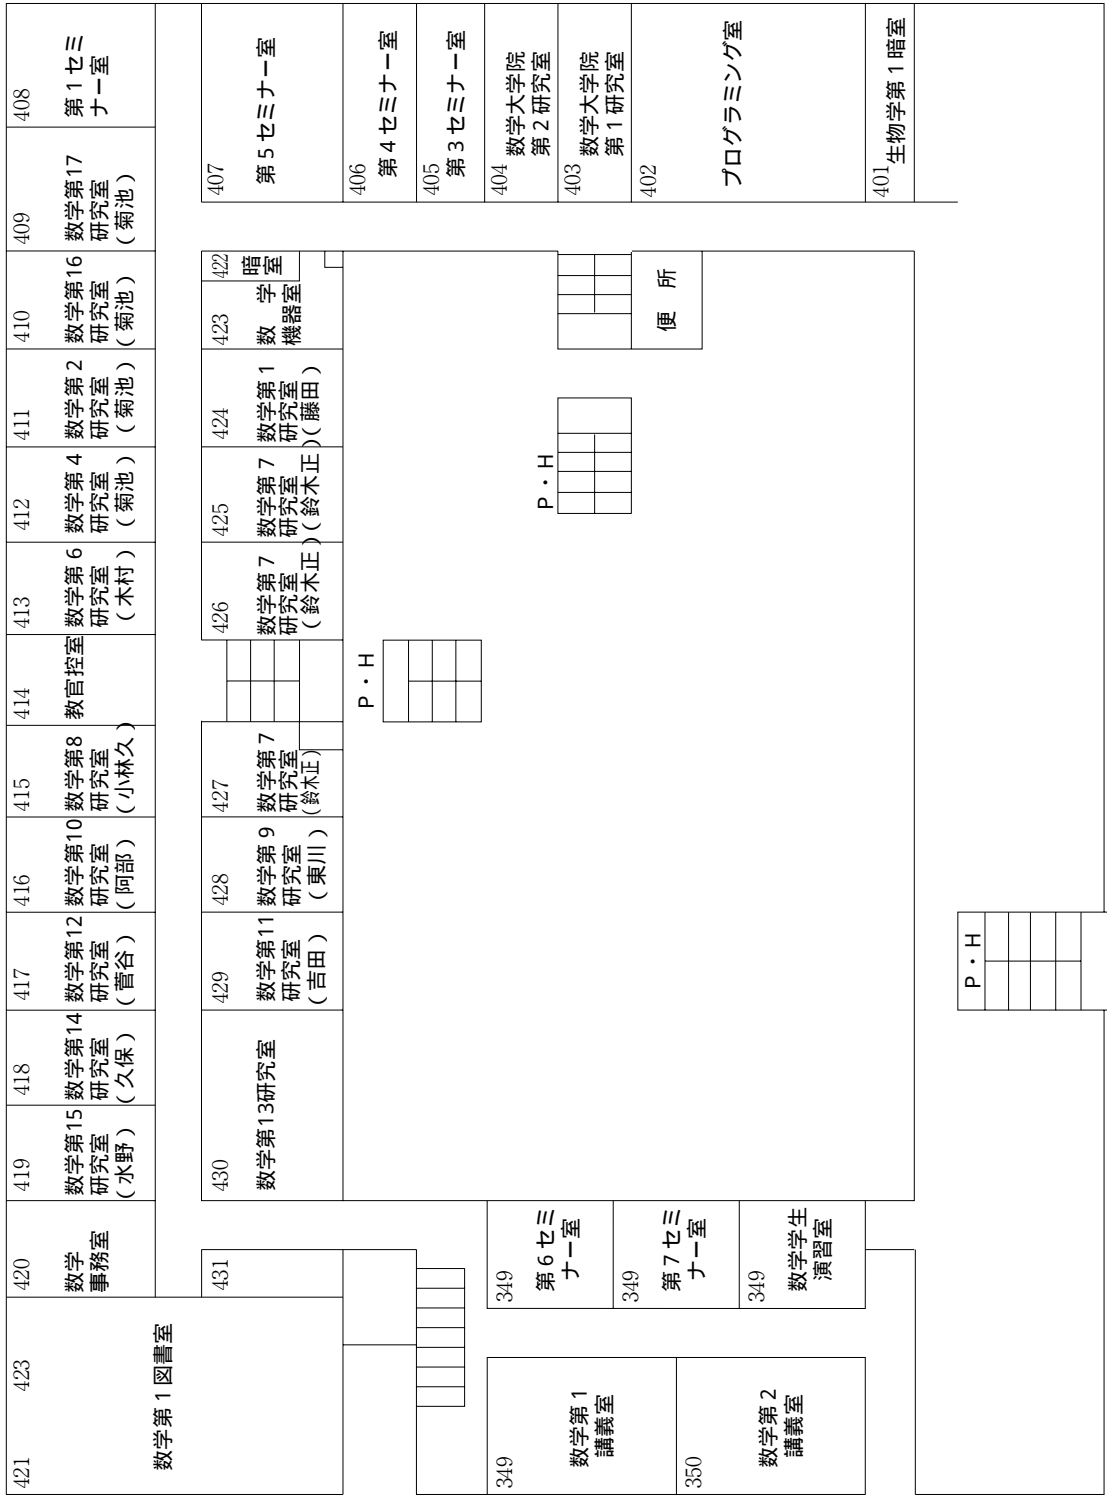 408
第1セミ
ナー室
409
数学第17
研究室
(菊池)
410
数学第16
研究室
(菊池)
411
数学第2
研究室
(菊池)
412
数学第4
研究室
(菊池)
413
数学第6
研究室
(木村)
414
教官控室
415
数学第8
研究室
(小林久)
416
数学第10
研究室
(阿部)
417
数学第12
研究室
(菅谷)
418
数学第14
研究室
(久保)
419
数学第15
研究室
(水野)
420
数学
事務室
423
421
数学第1図書室
407
第5セミナー室
422
暗
室
423
数 学
機器室
424
数学第1
研究室
(藤田)
425
数学第7
研究室
(鈴木正)
426
数学第7
研究室
(鈴木正)
427
数学第7
研究室
(鈴木正)
428
数学第9
研究室
(東川)
429
数学第11
研究室
(吉田)
430
数学第13研究室
431
406
第4セミナー室
405
第3セミナー室
404
数学大学院
第2研究室
403
数学大学院
第1研究室
402
プログラミング室
401
生物学第1暗室
便 所
P・H
P・H
P・H
349
第6セミ
ナー室
349
第7セミ
ナー室
349
数学学生
演習室
349
数学第1
講義室
350
数学第2
講義室